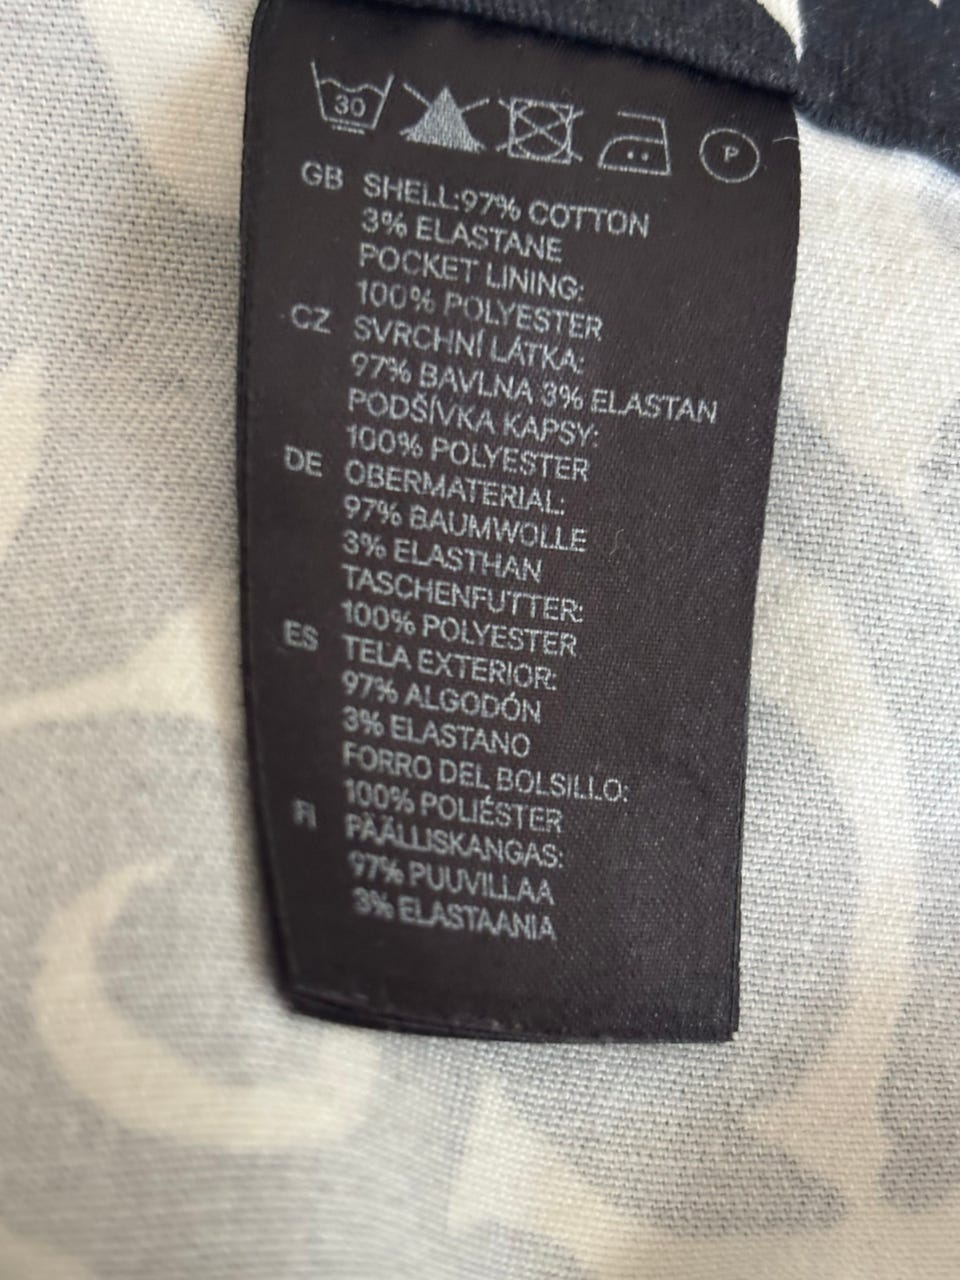 30
P
GB SHELL:97% COTTON
3% ELASTANE
POCKET LINING:
100% POLYESTER
CZ SVRCHNÍ LÁTKA:
97% BAVLNA 3% ELASTAN
PODŠÍVKA KAPSY:
100% POLYESTER
DE OBERMATERIAL:
97% BAUMWOLLE
3% ELASTHAN
TASCHENFUTTER:
100% POLYESTER
ES TELA EXTERIOR:
97% ALGODÓN
3% ELASTANO
FORRO DEL BOLSILLO:
100% POLIÉSTER
FI PÄÄLLISKANGAS:
97% PUUVILLAA
3% ELASTAANIA